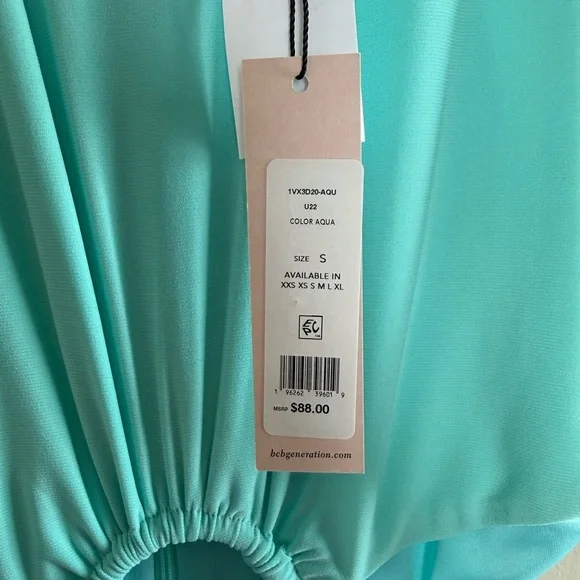 1VX3D20-AQU
U22
COLOR AQUA
SIZE S
AVAILABLE IN
XXS XS S M L XL
EPC
1 96262 39601 9
MSRP $88.00
bcbgeneration.com